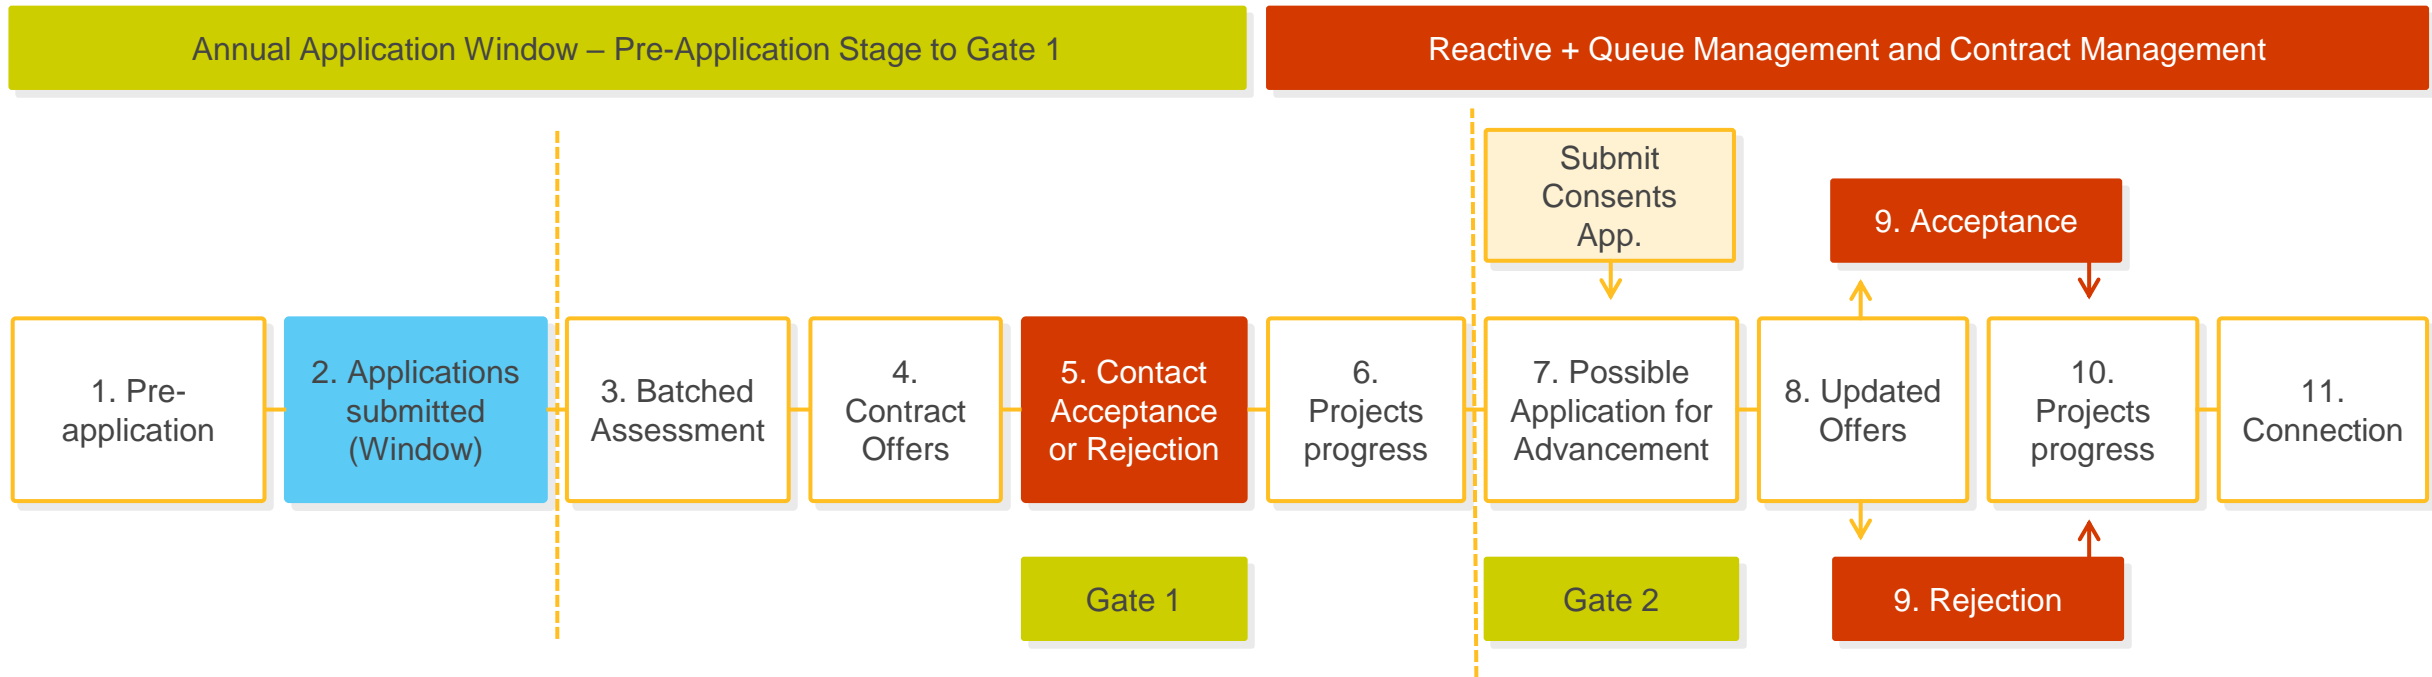 Annual Application Window – Pre-Application Stage to Gate 1
Reactive + Queue Management and Contract Management
Submit
Consents
App.
9. Acceptance
1. Pre-
application
2. Applications
submitted
(Window)
3. Batched
Assessment
4.
Contract
Offers
5. Contact
Acceptance
or Rejection
6.
Projects
progress
7. Possible
Application for
Advancement
8. Updated
Offers
10.
Projects
progress
11.
Connection
Gate 1
Gate 2
9. Rejection